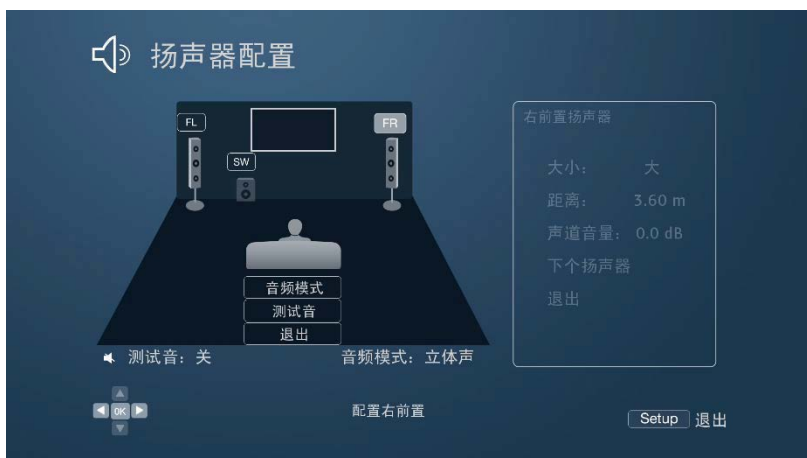 扬声器配置
FL
FR
SW
音频模式
测试音
退出
测试音：关
音频模式：立体声
右前置扬声器
大小： 大
距离： 3.60 m
声道音量： 0.0 dB
下个扬声器
退出
OK
配置右前置
Setup 退出